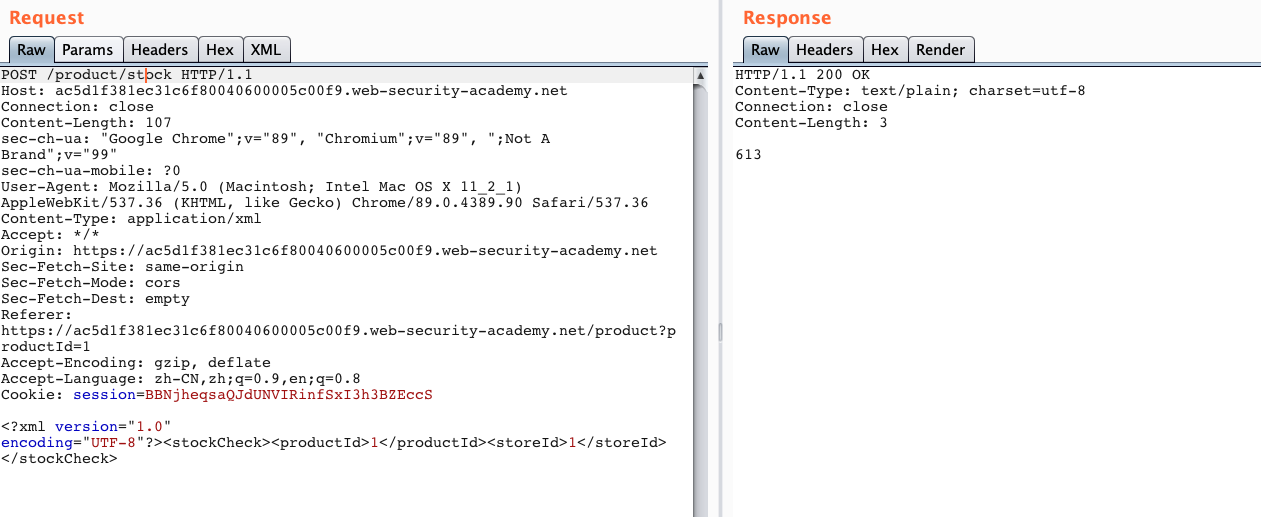 Request
Raw Params Headers Hex XML
POST /product/stock HTTP/1.1
Host: ac5d1f381ec31c6f80040600005c00f9.web-security-academy.net
Connection: close
Content-Length: 107
sec-ch-ua: "Google Chrome";v="89", "Chromium";v="89", ";Not A
Brand";v="99"
sec-ch-ua-mobile: ?0
User-Agent: Mozilla/5.0 (Macintosh; Intel Mac OS X 11_2_1)
AppleWebKit/537.36 (KHTML, like Gecko) Chrome/89.0.4389.90 Safari/537.36
Content-Type: application/xml
Accept: */*
Origin: https://ac5d1f381ec31c6f80040600005c00f9.web-security-academy.net
Sec-Fetch-Site: same-origin
Sec-Fetch-Mode: cors
Sec-Fetch-Dest: empty
Referer:
https://ac5d1f381ec31c6f80040600005c00f9.web-security-academy.net/product?p
roductId=1
Accept-Encoding: gzip, deflate
Accept-Language: zh-CN,zh;q=0.9,en;q=0.8
Cookie: session=BBNjheqsaQJdUNVIRinfSxI3h3BZEccS
<?xml version="1.0"
encoding="UTF-8"?><stockCheck><productId>1</productId><storeId>1</storeId>
</stockCheck>
Response
Raw Headers Hex Render
HTTP/1.1 200 OK
Content-Type: text/plain; charset=utf-8
Connection: close
Content-Length: 3
613